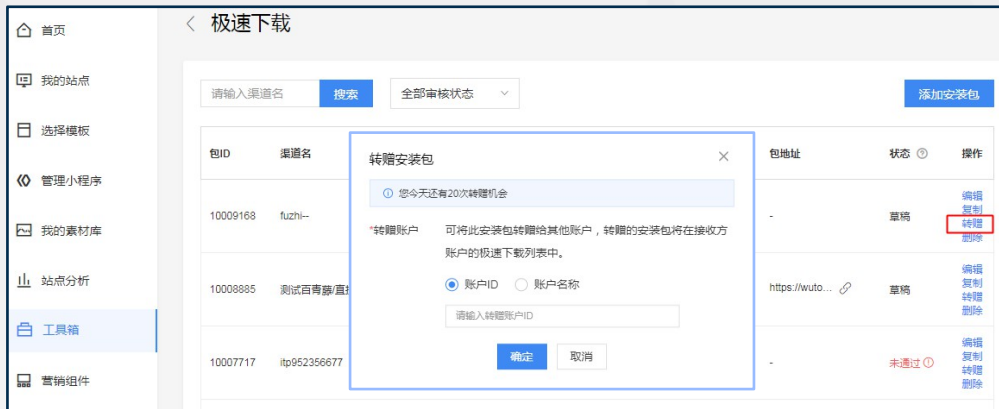 首页
极速下载
我的站点
请输入渠道名
搜索
全部审核状态
添加安装包
选择模板
包ID
渠道名
包地址
状态
操作
转赠安装包
您今天还有20次转赠机会
管理小程序
10009168
fuzhi--
-
草稿
编辑
复制
转赠
删除
*转赠账户
可将此安装包转赠给其他账户，转赠的安装包将在接收方
账户的极速下载列表中。
我的素材库
站点分析
10008885
测试百青藤/直
账户ID
账户名称
https://wuto...
草稿
编辑
复制
转赠
删除
请输入转赠账户ID
工具箱
确定
取消
10007717
itp952356677
-
未通过
编辑
复制
转赠
删除
营销组件